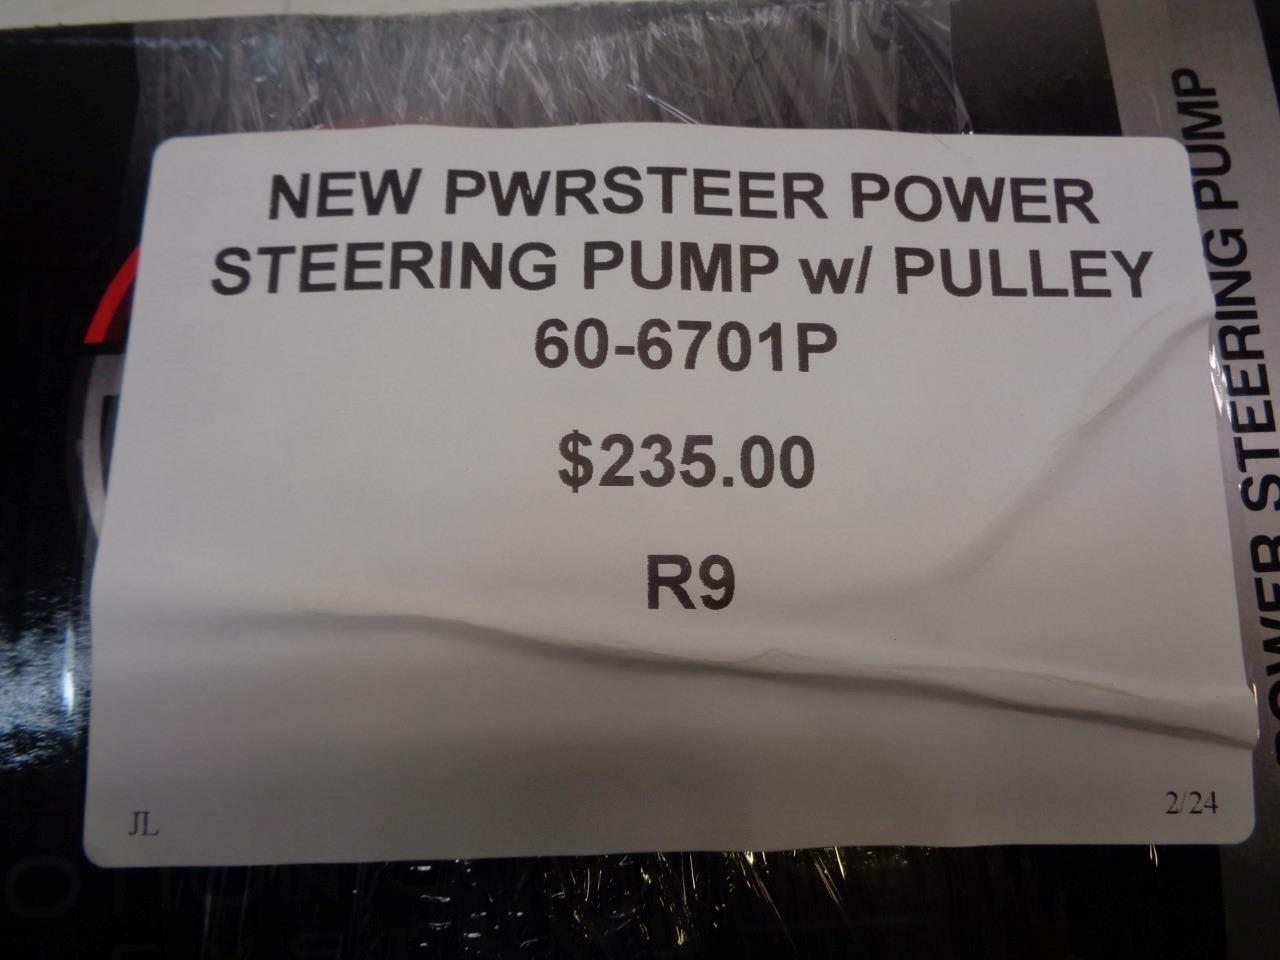 NEW PWRSTEER POWER
STEERING PUMP w/ PULLEY
60-6701P
$235.00
R9
JL
2/24
POWER STEERING PUMP